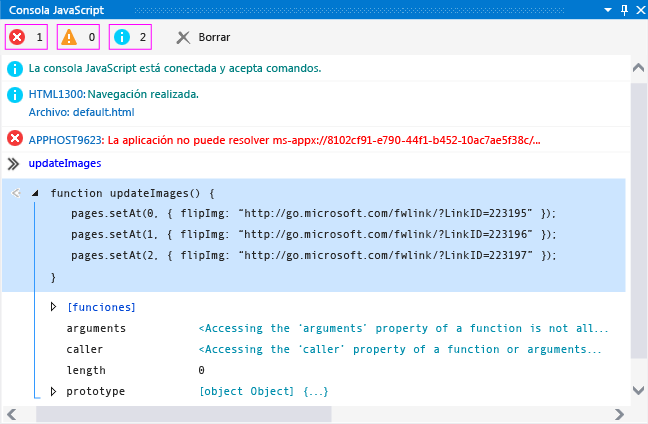 Consola JavaScript
1 0 2 Borrar
La consola JavaScript está conectada y acepta comandos.
HTML1300: Navegación realizada.
Archivo: default.html
APPHOST9623: La aplicación no puede resolver ms-appx://8102cf91-e790-44f1-b452-10ac7ae5f38c/...
updateImages
function updateImages() {
pages.setAt(0, { flipImg: "http://go.microsoft.com/fwlink/?LinkID=223195" });
pages.setAt(1, { flipImg: "http://go.microsoft.com/fwlink/?LinkID=223196" });
pages.setAt(2, { flipImg: "http://go.microsoft.com/fwlink/?LinkID=223197" });
}
[funciones]
arguments <Accessing the 'arguments' property of a function is not all...
caller <Accessing the 'caller' property of a function or arguments...
length 0
prototype [object Object] {...}